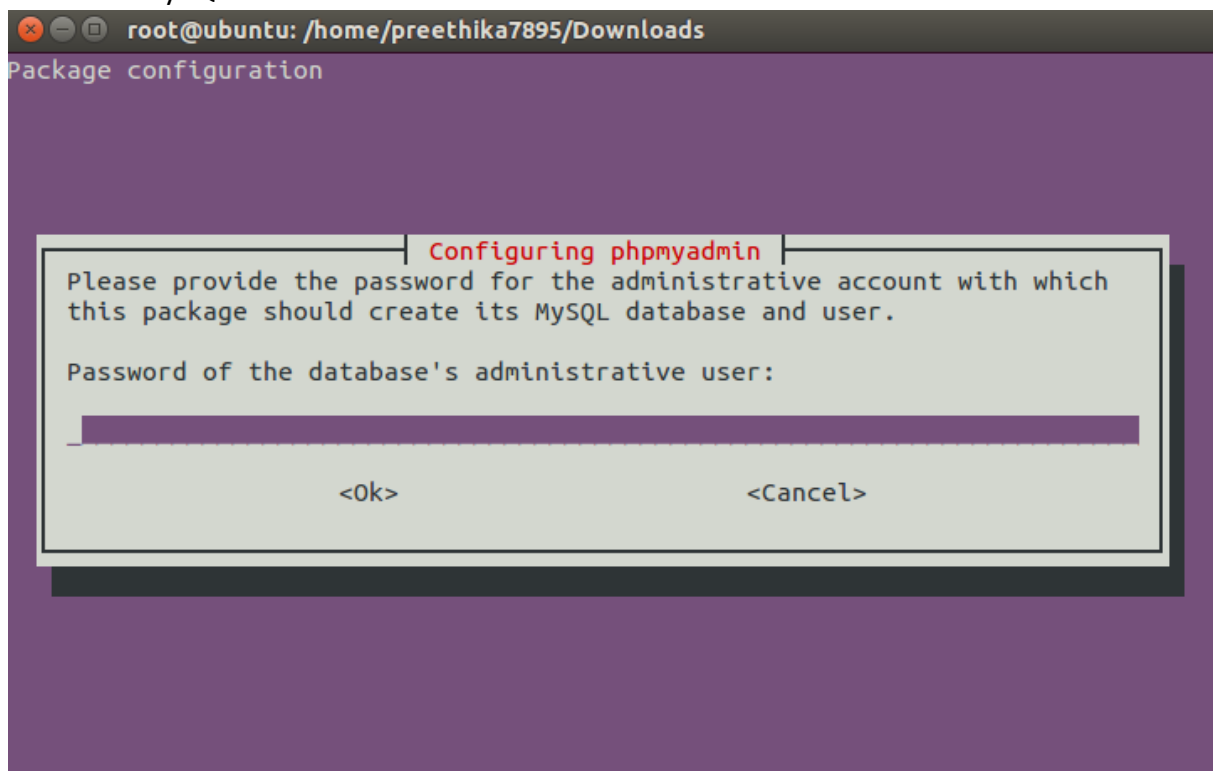 root@ubuntu: /home/preethika7895/Downloads
Package configuration
Configuring phpmyadmin
Please provide the password for the administrative account with which
this package should create its MySQL database and user.
Password of the database's administrative user:
<Ok> <Cancel>